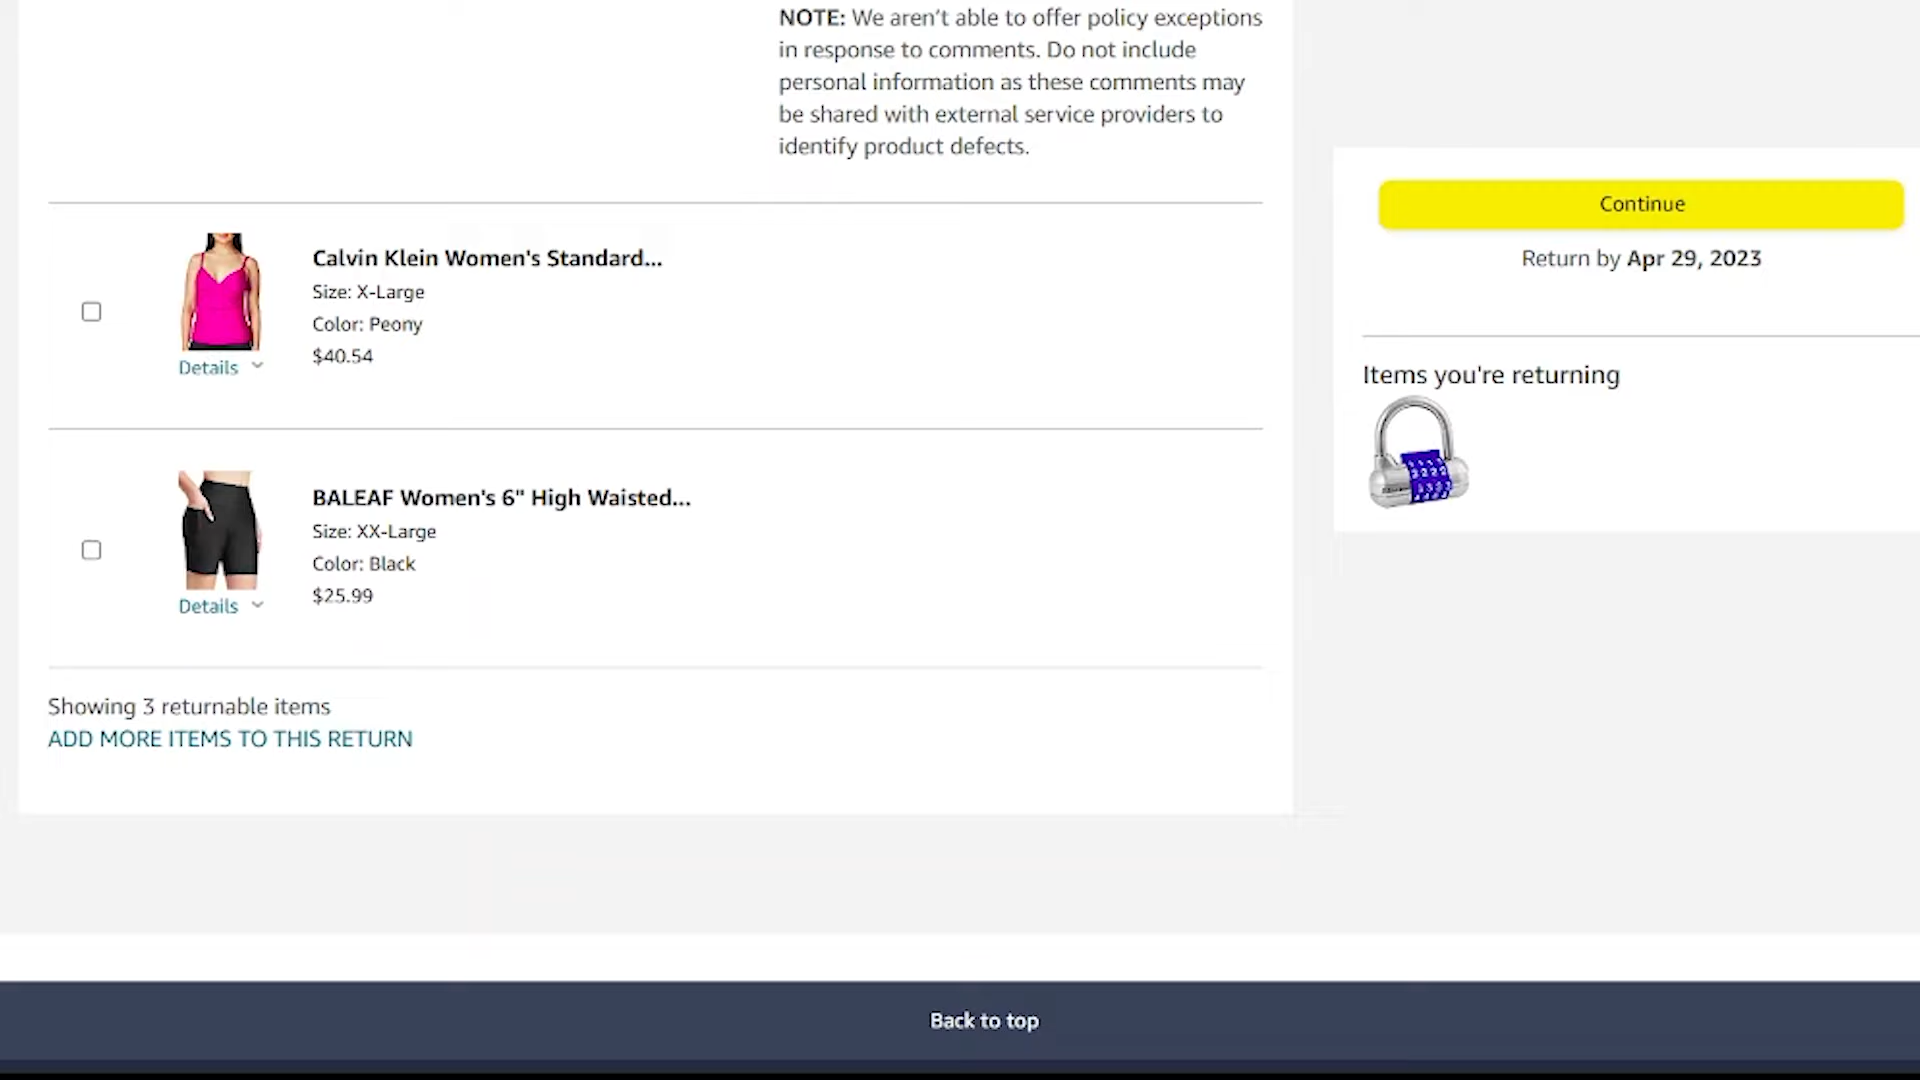 NOTE: We aren’t able to offer policy exceptions
in response to comments. Do not include
personal information as these comments may
be shared with external service providers to
identify product defects.
Continue
Return by Apr 29, 2023
Calvin Klein Women's Standard...
Size: X-Large
Color: Peony
$40.54
Details
Items you're returning
BALEAF Women's 6" High Waisted...
Size: XX-Large
Color: Black
$25.99
Details
Showing 3 returnable items
ADD MORE ITEMS TO THIS RETURN
Back to top